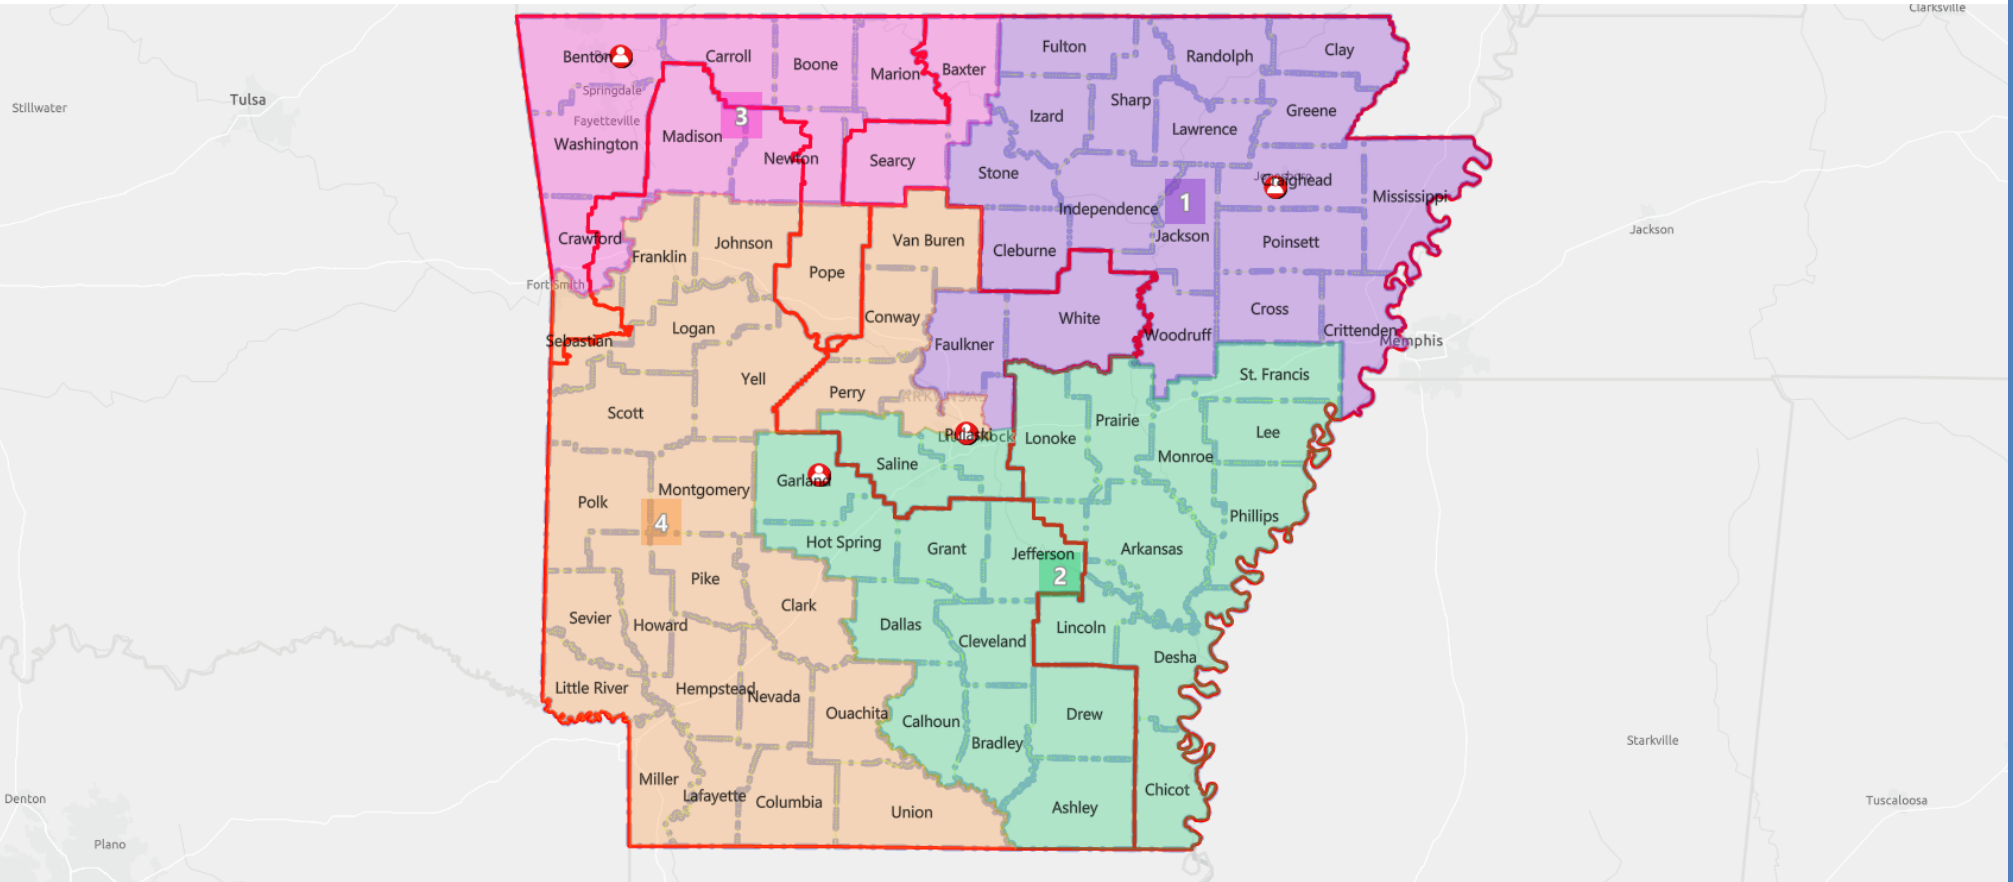 Clarksville
Fulton
Randolph
Clay
Benton
Carroll
Boone
Marion
Baxter
Springdale
Tulsa
Stillwater
Sharp
Greene
Izard
3
Fayetteville
Lawrence
Madison
Washington
Newton
Searcy
Stone
Craighead
Mississippi
1
Independence
Jackson
Jackson
Crawford
Johnson
Van Buren
Cleburne
Poinsett
Franklin
Pope
Fort Smith
Cross
Conway
White
Logan
Crittenden
Woodruff
Sebastian
Faulkner
Memphis
St. Francis
Yell
Perry
ARKANSAS
Scott
Prairie
Lee
Pulaski
Lonoke
Monroe
Saline
Garland
Montgomery
Polk
Phillips
4
Hot Spring
Grant
Jefferson
Arkansas
Pike
2
Clark
Sevier
Howard
Dallas
Lincoln
Cleveland
Desha
Little River
Hempstead
Nevada
Ouachita
Calhoun
Drew
Bradley
Starkville
Miller
Lafayette
Columbia
Chicot
Denton
Tuscaloosa
Union
Ashley
Plano